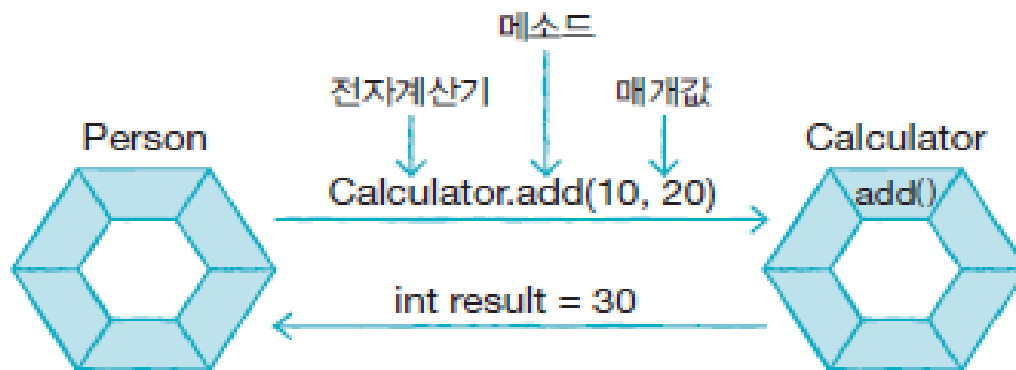 메소드
전자계산기
매개값
Person
Calculator
Calculator.add(10, 20)
add()
int result = 30